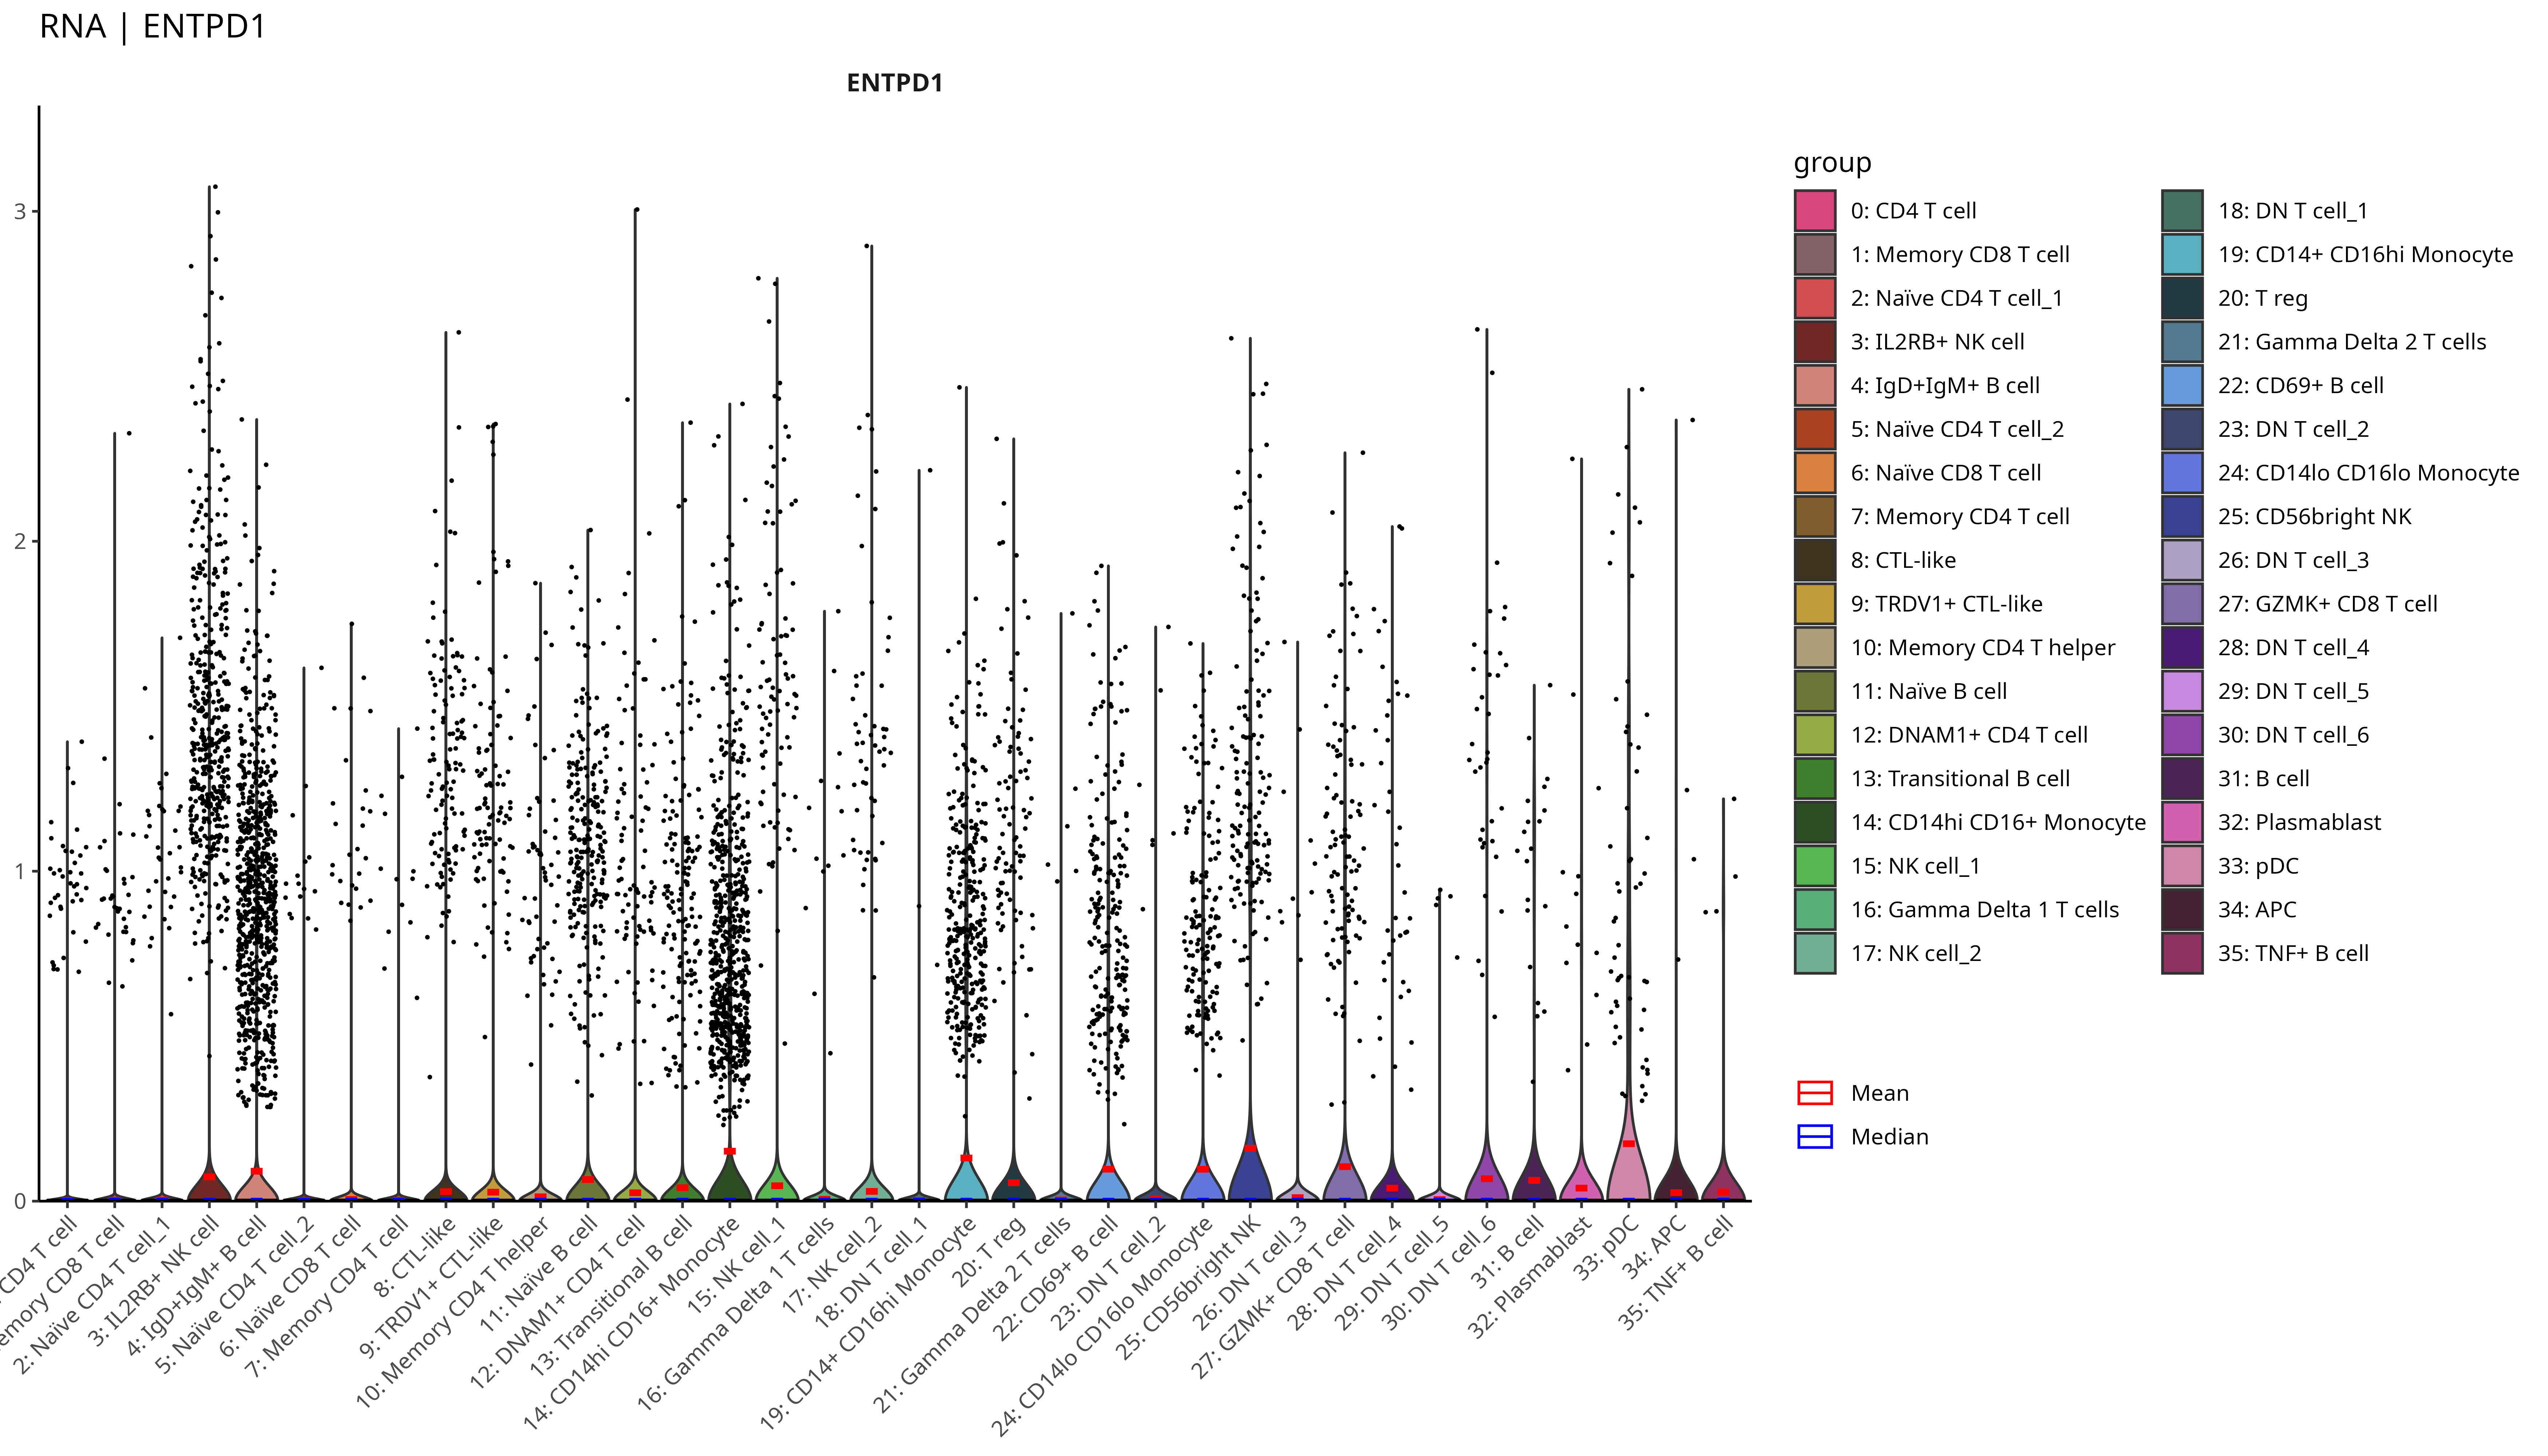 RNA | ENTPD1
ENTPD1
3
2
1
0
CD4 T cell
Memory CD8 T cell
2: Naïve CD4 T cell_1
3: IL2RB+ NK cell
4: IgD+IgM+ B cell
5: Naïve CD4 T cell_2
6: Naïve CD8 T cell
7: Memory CD4 T cell
8: CTL-like
9: TRDV1+ CTL-like
10: Memory CD4 T helper
11: Naïve B cell
12: DNAM1+ CD4 T cell
13: Transitional B cell
14: CD14hi CD16+ Monocyte
15: NK cell_1
16: Gamma Delta 1 T cells
17: NK cell_2
18: DN T cell_1
19: CD14+ CD16hi Monocyte
20: T reg
21: Gamma Delta 2 T cells
22: CD69+ B cell
23: DN T cell_2
24: CD14lo CD16lo Monocyte
25: CD56bright NK
26: DN T cell_3
27: GZMK+ CD8 T cell
28: DN T cell_4
29: DN T cell_5
30: DN T cell_6
31: B cell
32: Plasmablast
33: pDC
34: APC
35: TNF+ B cell
group
0: CD4 T cell
1: Memory CD8 T cell
2: Naïve CD4 T cell_1
3: IL2RB+ NK cell
4: IgD+IgM+ B cell
5: Naïve CD4 T cell_2
6: Naïve CD8 T cell
7: Memory CD4 T cell
8: CTL-like
9: TRDV1+ CTL-like
10: Memory CD4 T helper
11: Naïve B cell
12: DNAM1+ CD4 T cell
13: Transitional B cell
14: CD14hi CD16+ Monocyte
15: NK cell_1
16: Gamma Delta 1 T cells
17: NK cell_2
18: DN T cell_1
19: CD14+ CD16hi Monocyte
20: T reg
21: Gamma Delta 2 T cells
22: CD69+ B cell
23: DN T cell_2
24: CD14lo CD16lo Monocyte
25: CD56bright NK
26: DN T cell_3
27: GZMK+ CD8 T cell
28: DN T cell_4
29: DN T cell_5
30: DN T cell_6
31: B cell
32: Plasmablast
33: pDC
34: APC
35: TNF+ B cell
Mean
Median